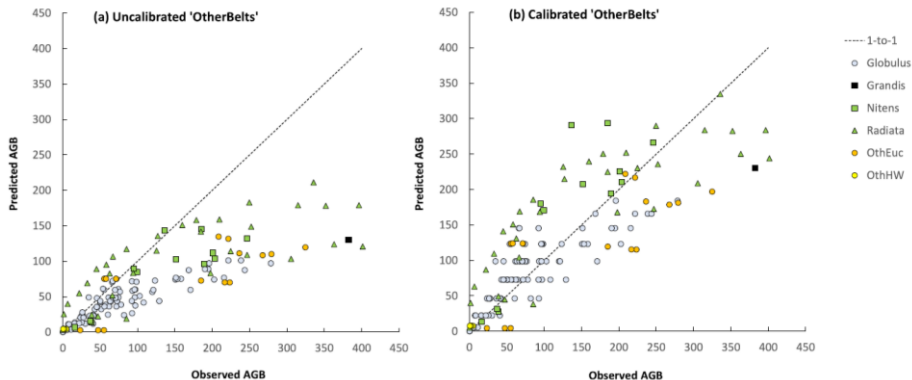 (a) Uncalibrated 'OtherBelts'
450
400
350
300
250
200
150
100
50
0
0 50 100 150 200 250 300 350 400 450
Predicted AGB
Observed AGB
(b) Calibrated 'OtherBelts'
450
400
350
300
250
200
150
100
50
0
0 50 100 150 200 250 300 350 400 450
Predicted AGB
Observed AGB
1-to-1
Globulus
Grandis
Nitens
Radiata
OthEuc
OthHW